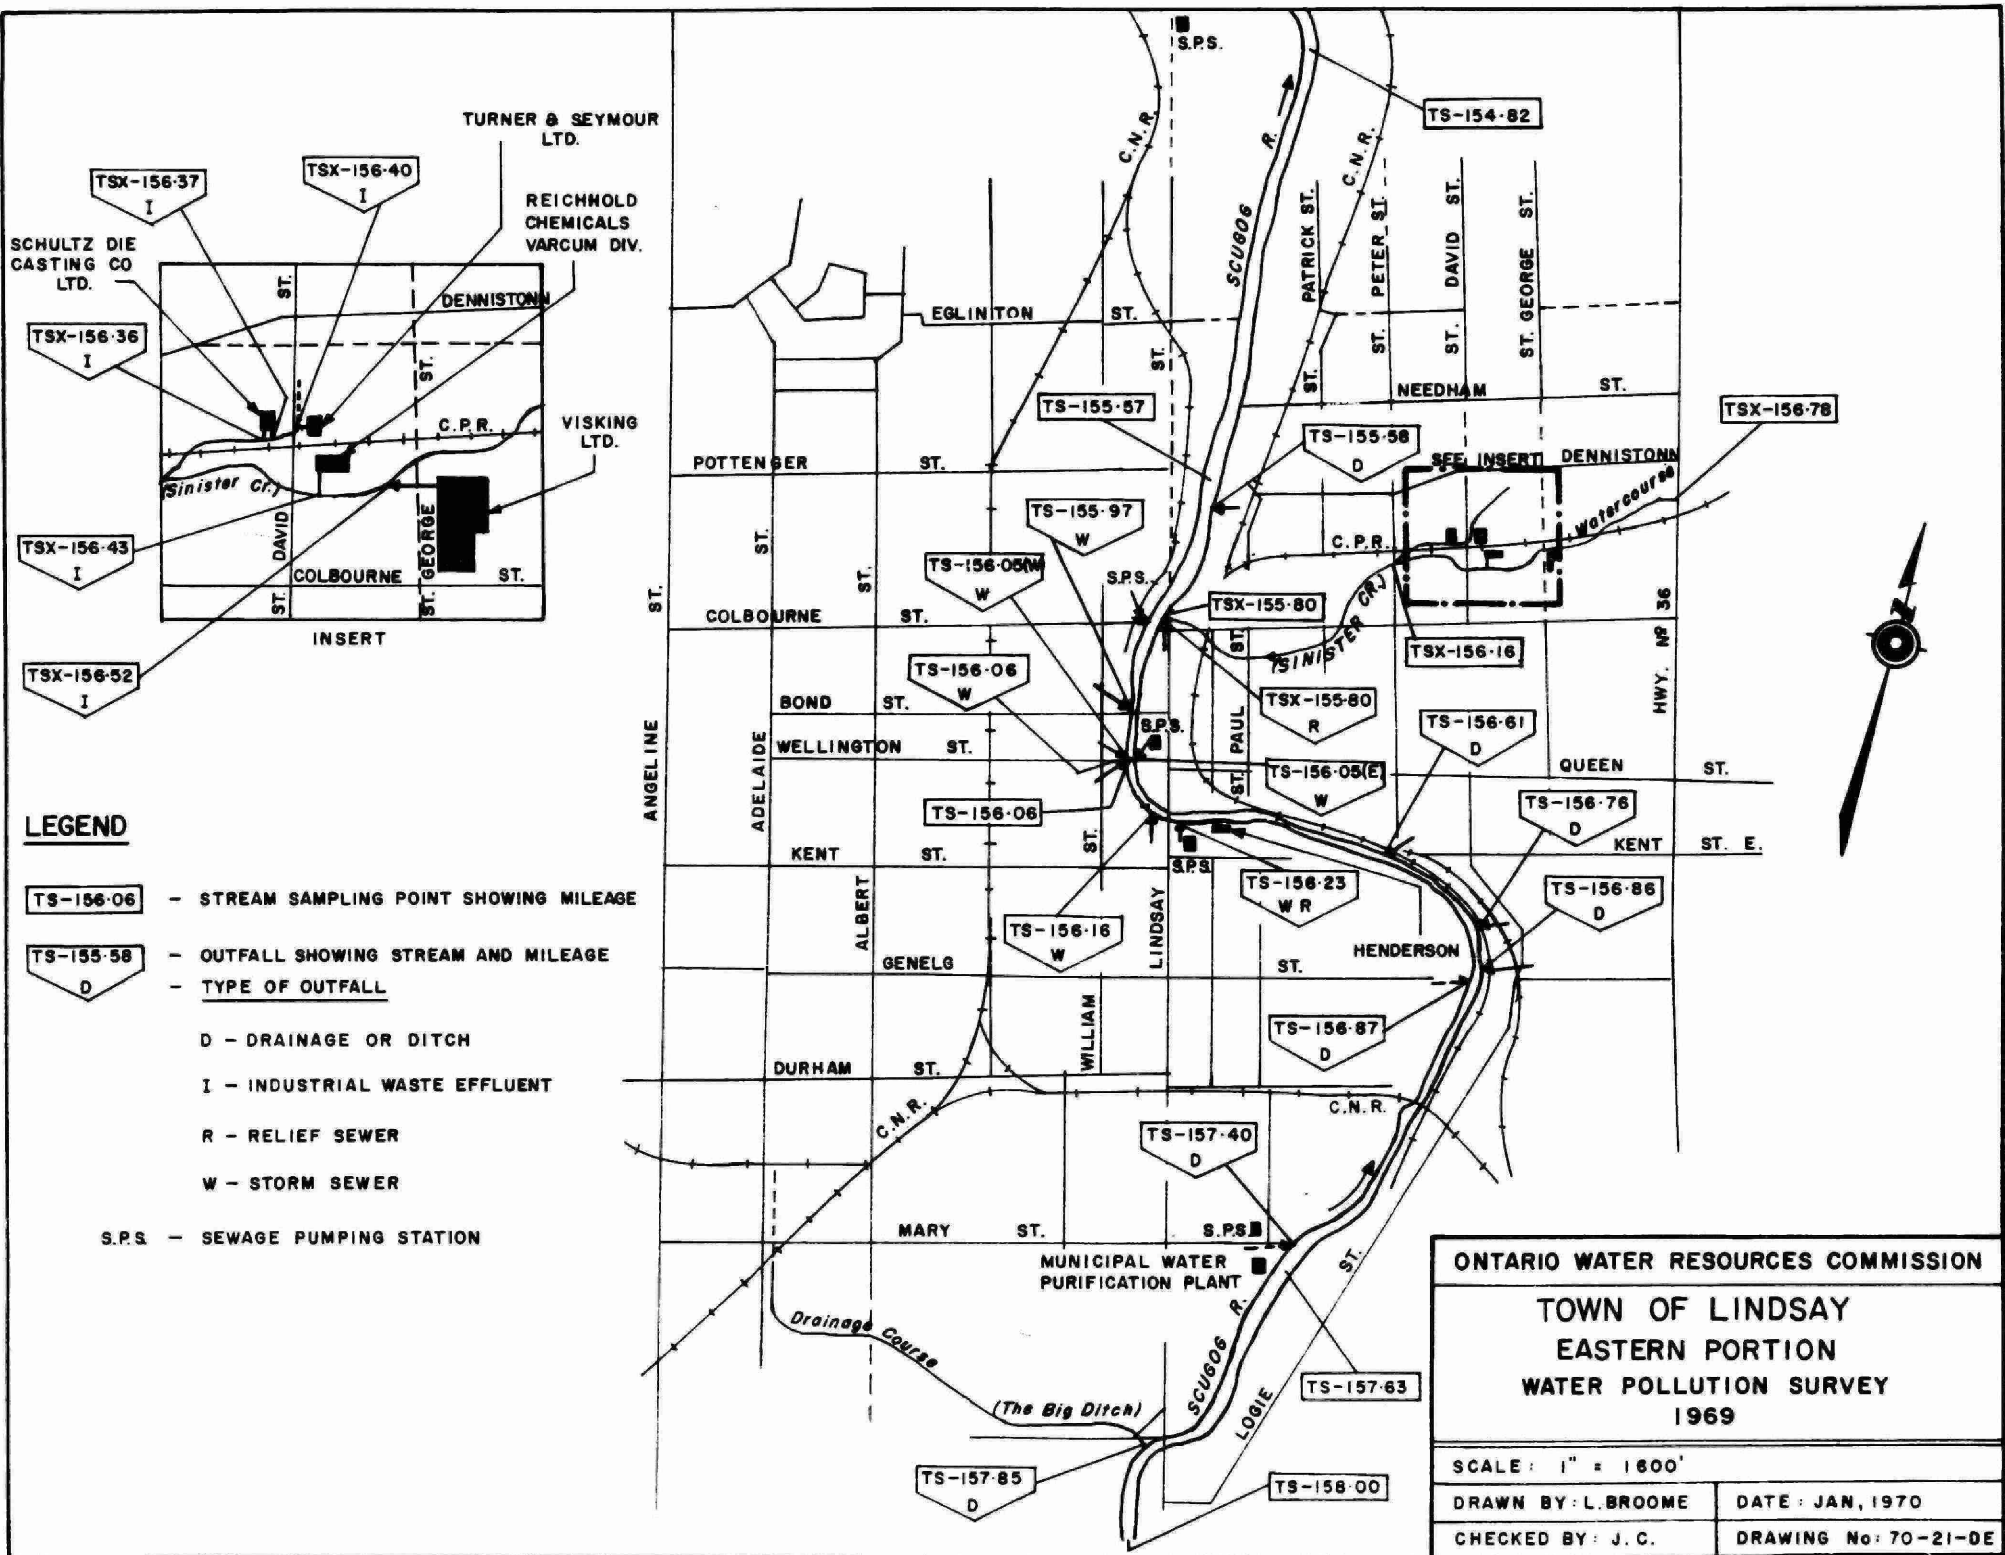 TURNER & SEYMOUR
LTD.
TSX-156·37
I
TSX-156·40
I
REICHHOLD
CHEMICALS
VARCUM DIV.
SCHULTZ DIE
CASTING CO
LTD.
TSX-156·36
I
ST.
DENNISTOUN
ST.
C.P.R.
VISKING
LTD.
(Sinister Cr.)
TSX-156·43
I
DAVID
ST.
ST. GEORGE
COLBOURNE ST.
INSERT
TSX-156·52
I
LEGEND
TS-156·06 - STREAM SAMPLING POINT SHOWING MILEAGE
TS-155·58 - OUTFALL SHOWING STREAM AND MILEAGE
D - TYPE OF OUTFALL
D - DRAINAGE OR DITCH
I - INDUSTRIAL WASTE EFFLUENT
R - RELIEF SEWER
W - STORM SEWER
S.P.S. - SEWAGE PUMPING STATION
S.P.S.
TS-154·82
C.N.R.
SCUGOG R.
C.N.R.
PATRICK ST.
ST.
PETER ST.
ST.
DAVID ST.
ST.
ST. GEORGE ST.
EGLINTON ST.
ST.
NEEDHAM ST.
TS-155·57
TSX-156·78
TS-155·58
D
SEE INSERT
DENNISTOUN
POTTENGER ST.
Watercourse
TS-155·97
W
C.P.R.
TS-156·05(W)
W
S.P.S.
TSX-155·80
COLBOURNE ST.
(SINISTER CR.)
TSX-156·16
HWY. Nº 36
TS-156·06
W
TSX-155·80
R
BOND ST.
S.P.S.
TS-156·61
D
WELLINGTON ST.
ST. PAUL ST.
TS-156·05(E)
W
QUEEN ST.
ANGELINE ST.
ADELAIDE ST.
ALBERT ST.
TS-156·06
TS-156·76
D
KENT ST.
S.P.S.
KENT ST. E.
TS-156·23
W R
TS-156·86
D
TS-156·16
W
WILLIAM ST.
LINDSAY
HENDERSON
GENELG ST.
TS-156·87
D
DURHAM ST.
C.N.R.
C.N.R.
TS-157·40
D
MARY ST.
S.P.S.
MUNICIPAL WATER
PURIFICATION PLANT
Drainage Course
SCUGOG R.
LOGIE ST.
TS-157·63
(The Big Ditch)
TS-157·85
D
TS-158·00
N
ONTARIO WATER RESOURCES COMMISSION
TOWN OF LINDSAY
EASTERN PORTION
WATER POLLUTION SURVEY
1969
SCALE: 1" = 1600'
DRAWN BY: L.BROOME
DATE: JAN, 1970
CHECKED BY: J. C.
DRAWING No: 70-21-DE